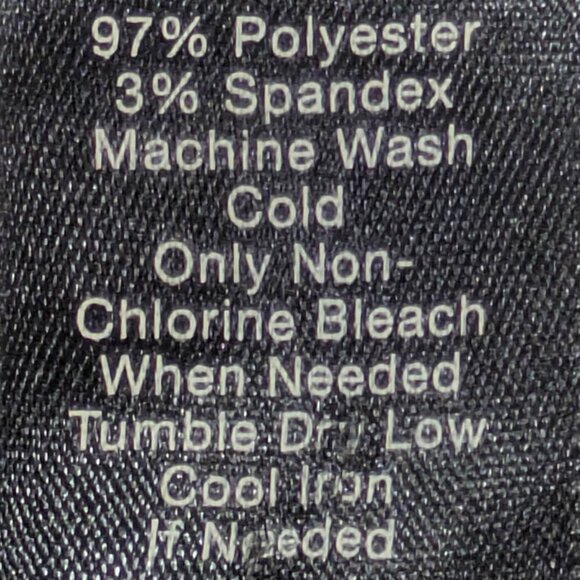 97% Polyester
3% Spandex
Machine Wash
Cold
Only Non-
Chlorine Bleach
When Needed
Tumble Dry Low
Cool Iron
If Needed